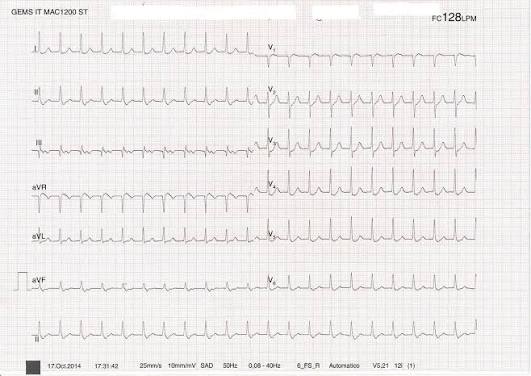 GEMS IT MAC1200 ST
FC128LPM
I
V1
II
V2
III
V3
aVR
V4
aVL
V5
aVF
V6
II
17.Oct.2014 17:31:42 25mm/s 10mm/mV SAD 50Hz 0,08 - 40Hz 6_FS_R Automatico V5,21 12i (1)